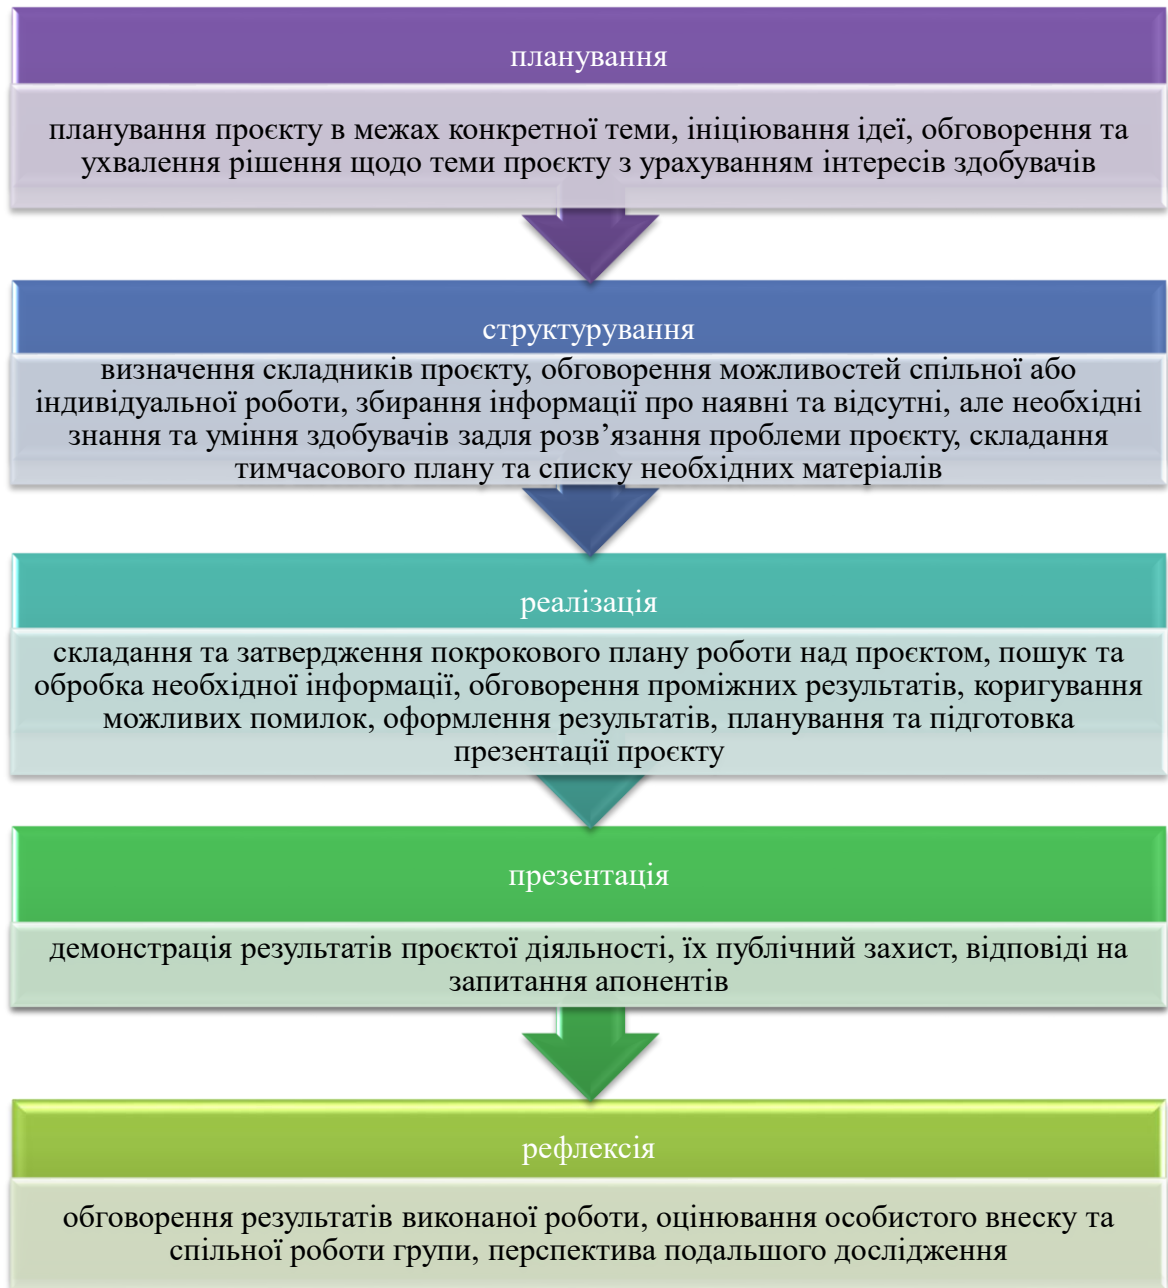 планування
планування проєкту в межах конкретної теми, ініціювання ідеї, обговорення та
ухвалення рішення щодо теми проєкту з урахуванням інтересів здобувачів
структурування
визначення складників проєкту, обговорення можливостей спільної або
індивідуальної роботи, збирання інформації про наявні та відсутні, але необхідні
знання та уміння здобувачів задля розв’язання проблеми проєкту, складання
тимчасового плану та списку необхідних матеріалів
реалізація
складання та затвердження покрокового плану роботи над проєктом, пошук та
обробка необхідної інформації, обговорення проміжних результатів, коригування
можливих помилок, оформлення результатів, планування та підготовка
презентації проєкту
презентація
демонстрація результатів проєктої діяльності, їх публічний захист, відповіді на
запитання апонентів
рефлексія
обговорення результатів виконаної роботи, оцінювання особистого внеску та
спільної роботи групи, перспектива подальшого дослідження